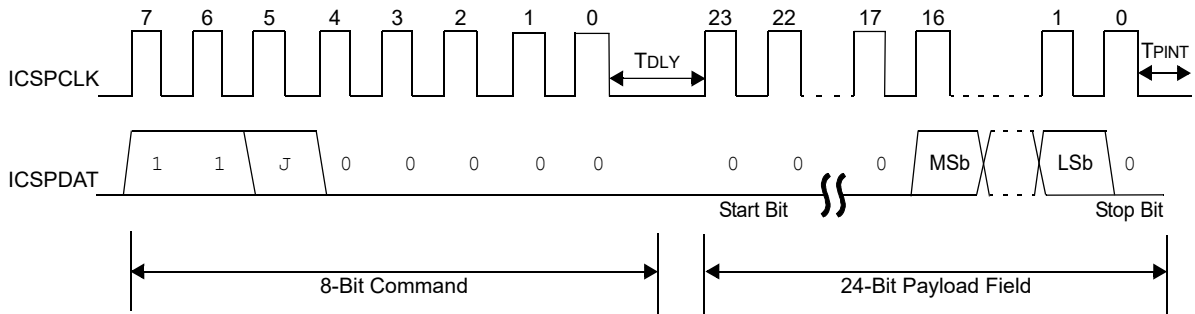 7 6 5 4 3 2 1 0 23 22 17 16 1 0
TDLY TPINT
ICSPCLK
ICSPDAT 1 1 J 0 0 0 0 0 0 0 0 MSb LSb 0
Start Bit Stop Bit
8-Bit Command 24-Bit Payload Field